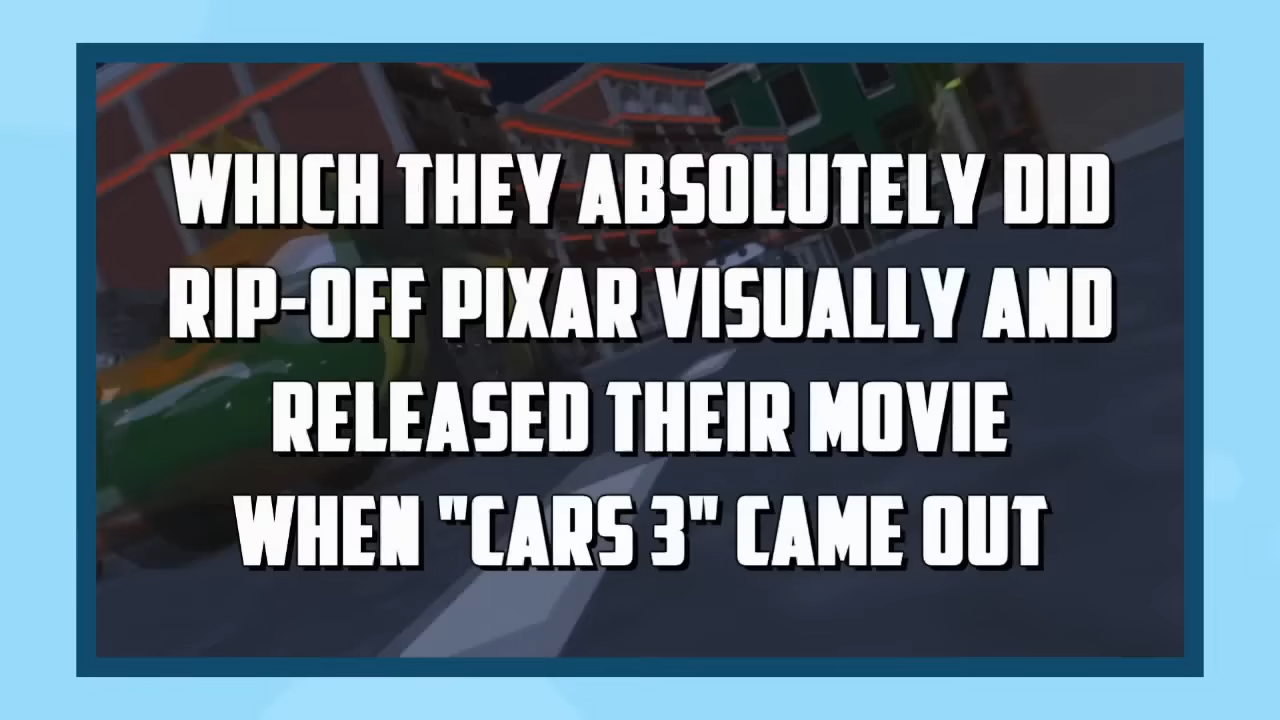 WHICH THEY ABSOLUTELY DID
RIP-OFF PIXAR VISUALLY AND
RELEASED THEIR MOVIE
WHEN "CARS 3" CAME OUT